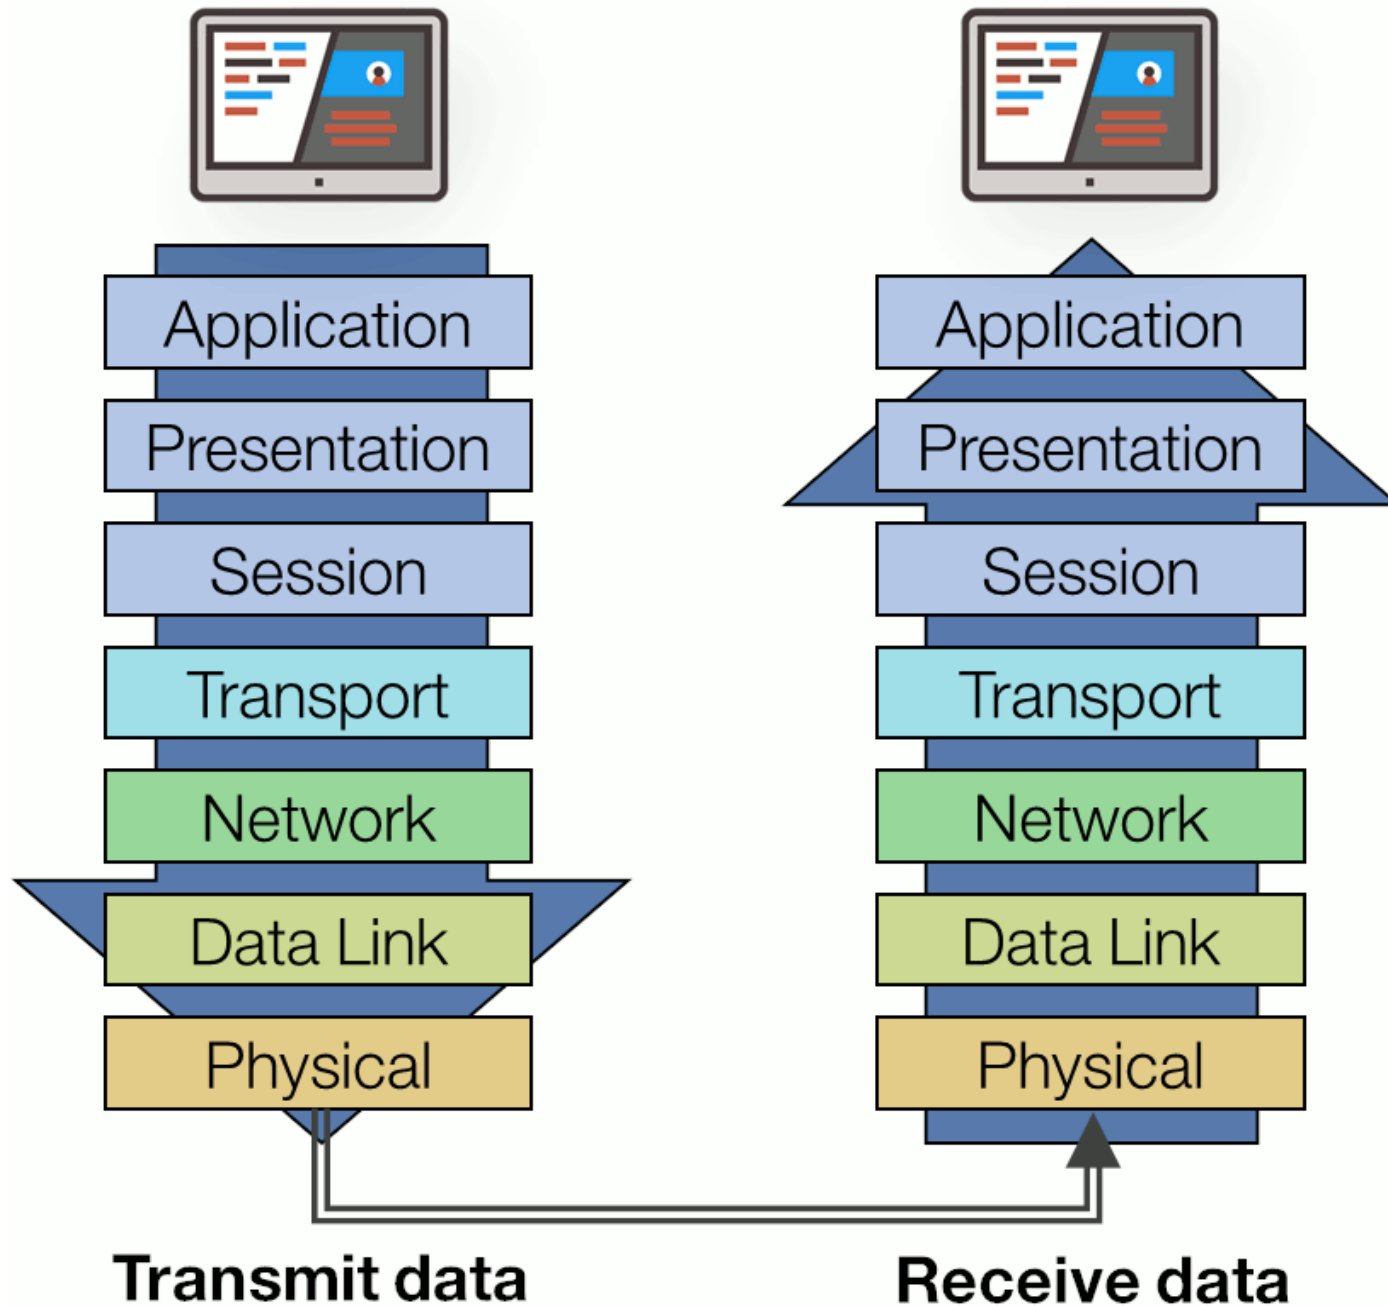 Application
Presentation
Session
Transport
Network
Data Link
Physical
Transmit data
Application
Presentation
Session
Transport
Network
Data Link
Physical
Receive data